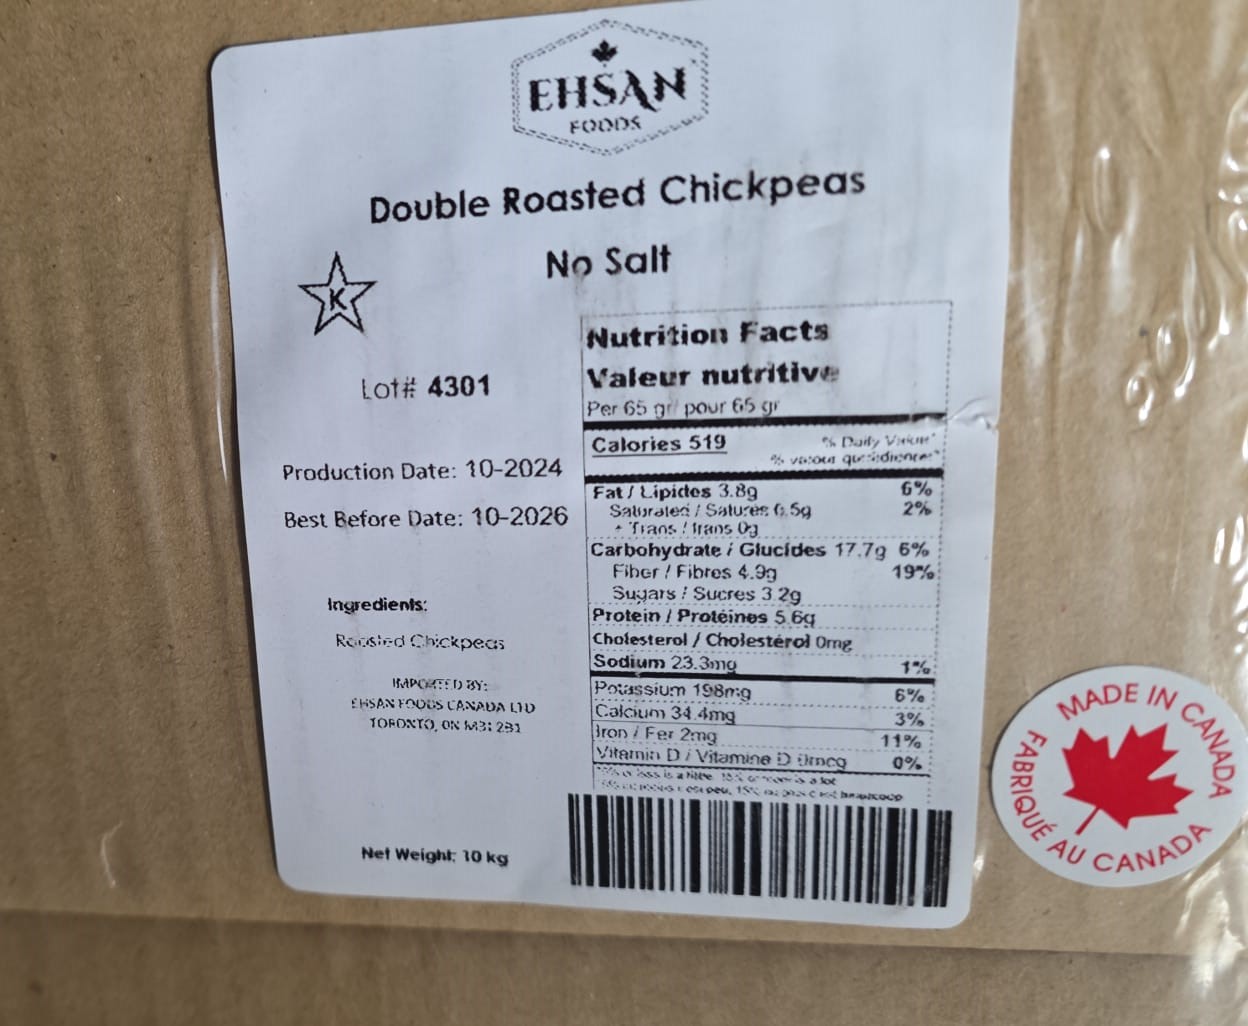 EHSAN
FOODS
Double Roasted Chickpeas
No Salt
K
Lot# 4301
Production Date: 10-2024
Best Before Date: 10-2026
Ingredients:
Roasted Chickpeas
IMPORTED BY:
EHSAN FOODS CANADA LTD
TORONTO, ON
Net Weight: 10 kg
Nutrition Facts
Valeur nutritive
Per 65 gr/ pour 65 gr
Calories 519
% Daily Value*
% valeur quotidienne*
Fat / Lipides 3.8g 6%
Saturated / Saturés 0.5g 2%
+ Trans / trans 0g
Carbohydrate / Glucides 17.7g 6%
Fiber / Fibres 4.9g 19%
Sugars / Sucres 3.2g
Protein / Protéines 5.6g
Cholesterol / Cholestérol 0mg
Sodium 23.3mg 1%
Potassium 198mg 6%
Calcium 34.4mg 3%
Iron / Fer 2mg 11%
Vitamin D / Vitamine D 0mcg 0%
MADE IN CANADA
FABRIQUÉ AU CANADA